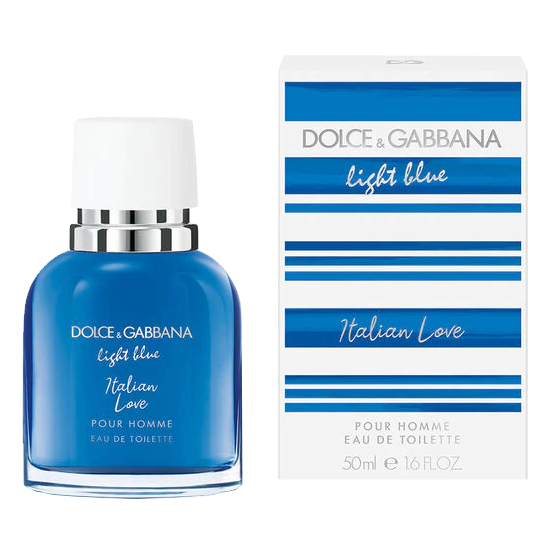 DOLCE & GABBANA
light blue
Italian
Love
POUR HOMME
EAU DE TOILETTE
DG
DOLCE & GABBANA
light blue
Italian Love
POUR HOMME
EAU DE TOILETTE
50ml ℮ 1.6 FL.OZ.